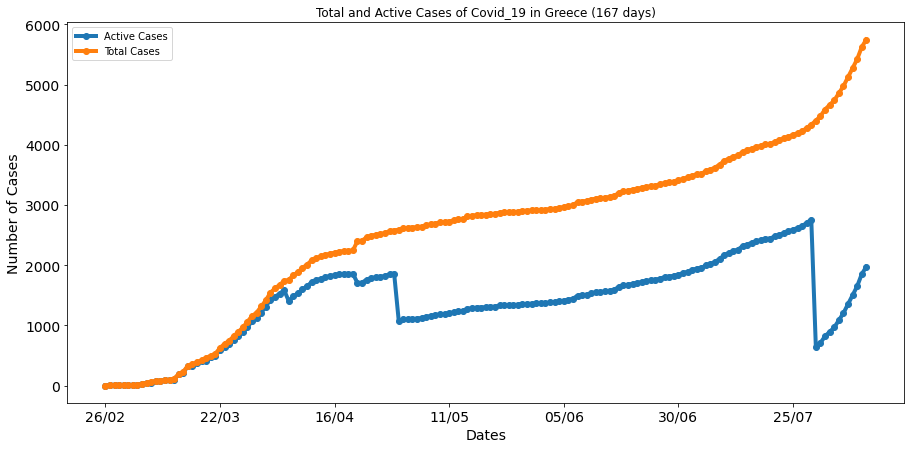 Total and Active Cases of Covid_19 in Greece (167 days)
Active Cases
Total Cases
6000
5000
4000
3000
2000
1000
0
Number of Cases
26/02 22/03 16/04 11/05 05/06 30/06 25/07
Dates